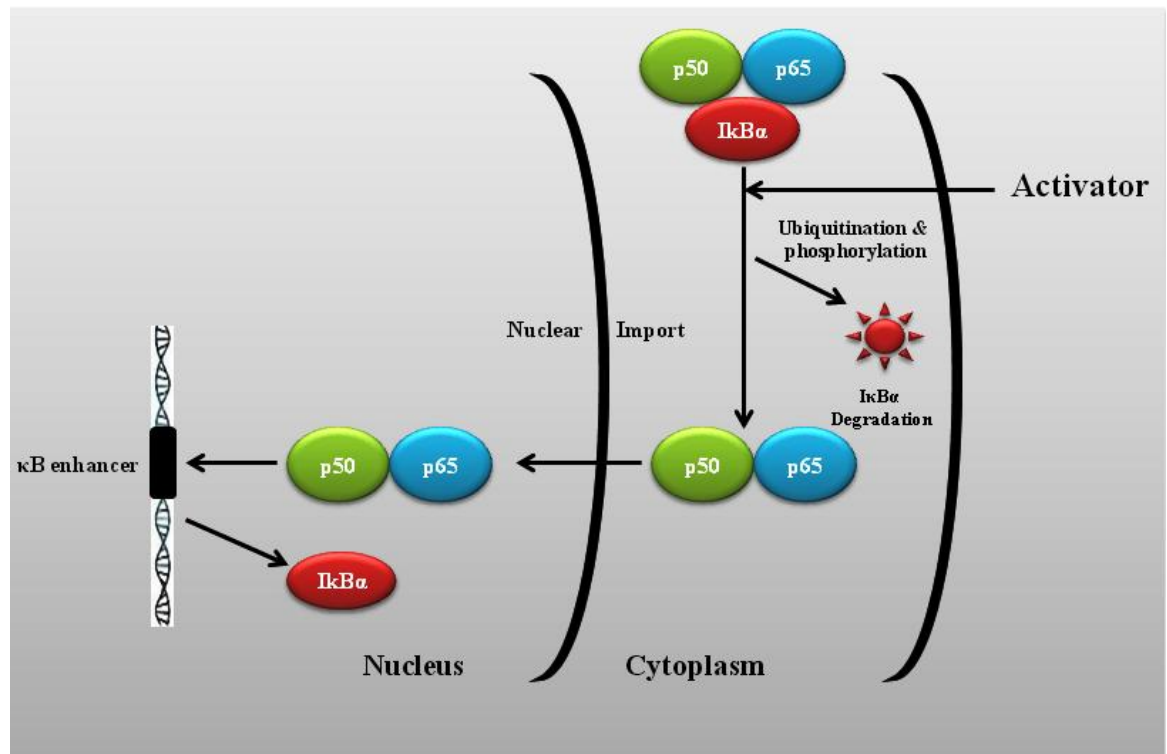 p50 p65
IkBα
Activator
Ubiquitination &
phosphorylation
Nuclear Import
IκBα
Degradation
κB enhancer
p50 p65
p50 p65
IkBα
Nucleus
Cytoplasm